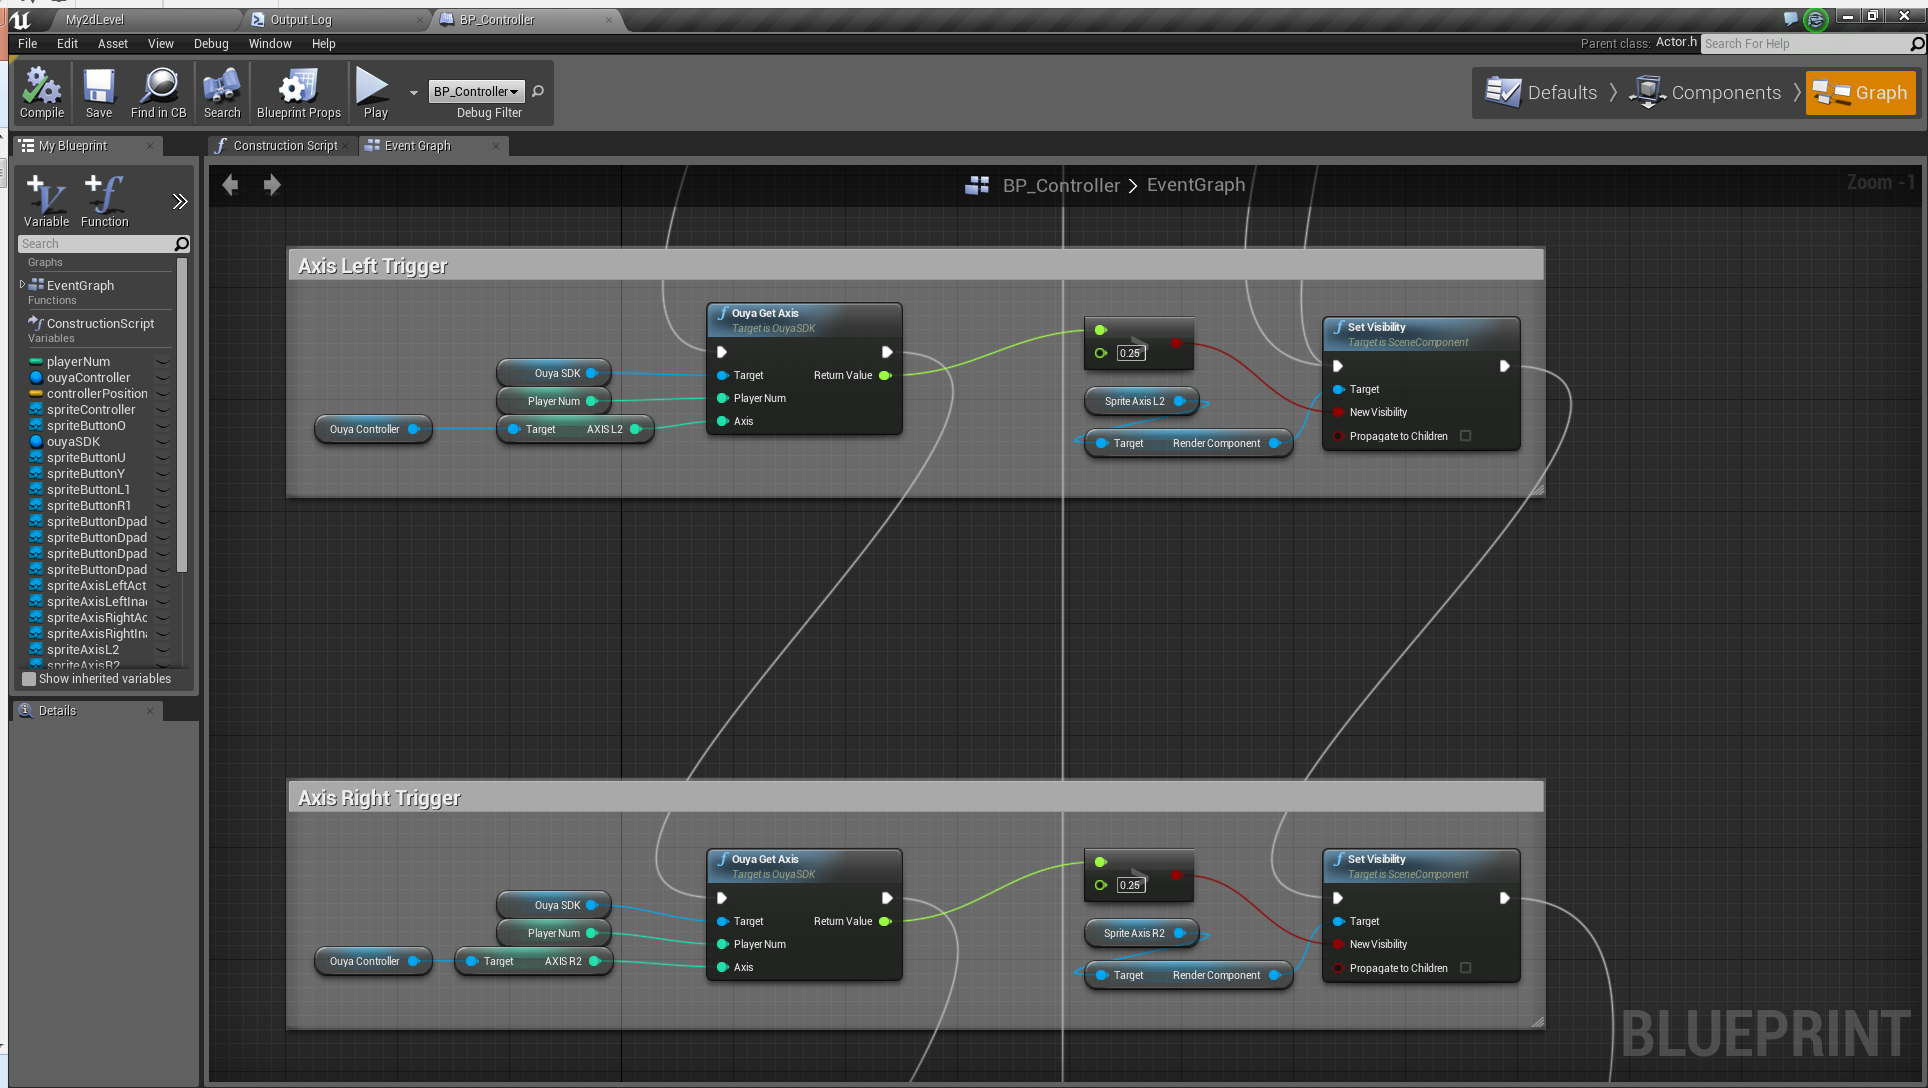 My2dLevel
Output Log
BP_Controller
File Edit Asset View Debug Window Help
Parent class: Actor.h
Search For Help
Compile Save Find in CB Search Blueprint Props Play
BP_Controller
Debug Filter
Defaults Components Graph
My Blueprint
Construction Script
Event Graph
Variable Function
BP_Controller > EventGraph
Zoom -1
Search
Graphs
EventGraph
Functions
ConstructionScript
Variables
playerNum
ouyaController
controllerPosition
spriteController
spriteButtonO
ouyaSDK
spriteButtonU
spriteButtonY
spriteButtonL1
spriteButtonR1
spriteButtonDpad
spriteButtonDpad
spriteButtonDpad
spriteButtonDpad
spriteAxisLeftAct
spriteAxisLeftIna
spriteAxisRightAc
spriteAxisRightIn
spriteAxisL2
spriteAxisR2
Show inherited variables
Details
Axis Left Trigger
Ouya Get Axis
Target is OuyaSDK
Target Return Value
Player Num
Axis
Ouya SDK
Player Num
Ouya Controller
Target AXIS L2
0.25
Sprite Axis L2
Target Render Component
Set Visibility
Target is SceneComponent
Target
New Visibility
Propagate to Children
Axis Right Trigger
Ouya Get Axis
Target is OuyaSDK
Target Return Value
Player Num
Axis
Ouya SDK
Player Num
Ouya Controller
Target AXIS R2
0.25
Sprite Axis R2
Target Render Component
Set Visibility
Target is SceneComponent
Target
New Visibility
Propagate to Children
BLUEPRINT